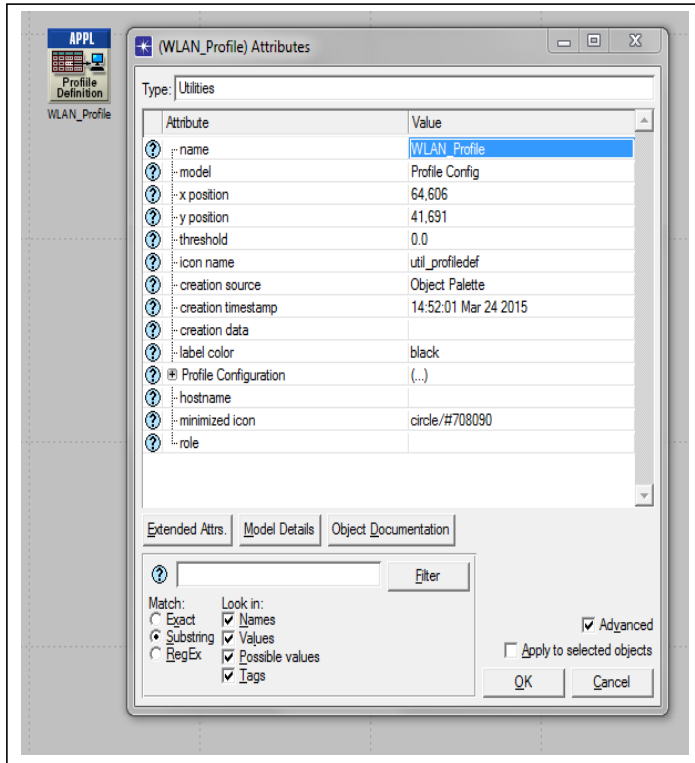 APPL
Profiile
Definition
WLAN_Profile
(WLAN_Profile) Attributes
Type: Utilities
Attribute Value
name WLAN_Profile
model Profile Config
x position 64,606
y position 41,691
threshold 0.0
icon name util_profiledef
creation source Object Palette
creation timestamp 14:52:01 Mar 24 2015
creation data
label color black
Profile Configuration (...)
hostname
minimized icon circle/#708090
role
Extended Attrs. Model Details Object Documentation
Filter
Match: Look in:
Exact Names
Substring Values
RegEx Possible values
Tags
Advanced
Apply to selected objects
OK Cancel